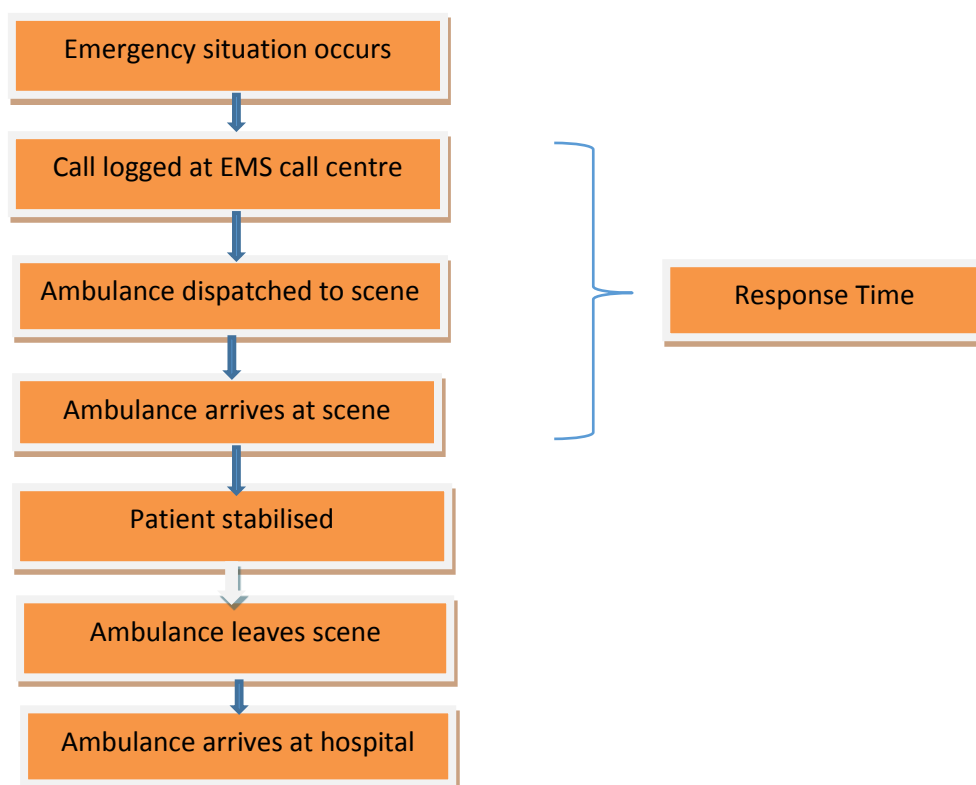 Emergency situation occurs
Call logged at EMS call centre
Ambulance dispatched to scene
Response Time
Ambulance arrives at scene
Patient stabilised
Ambulance leaves scene
Ambulance arrives at hospital